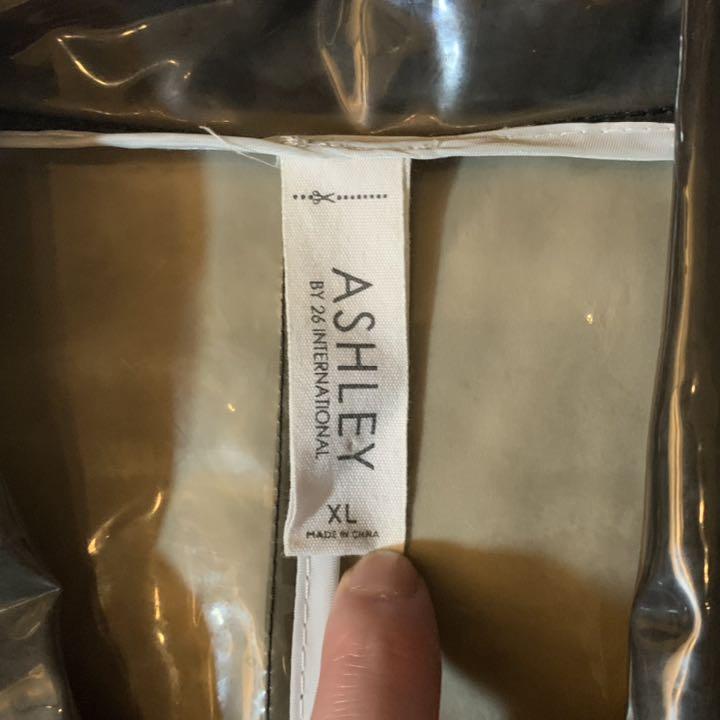 ASHLEY
BY 26 INTERNATIONAL
XL
MADE IN CHINA